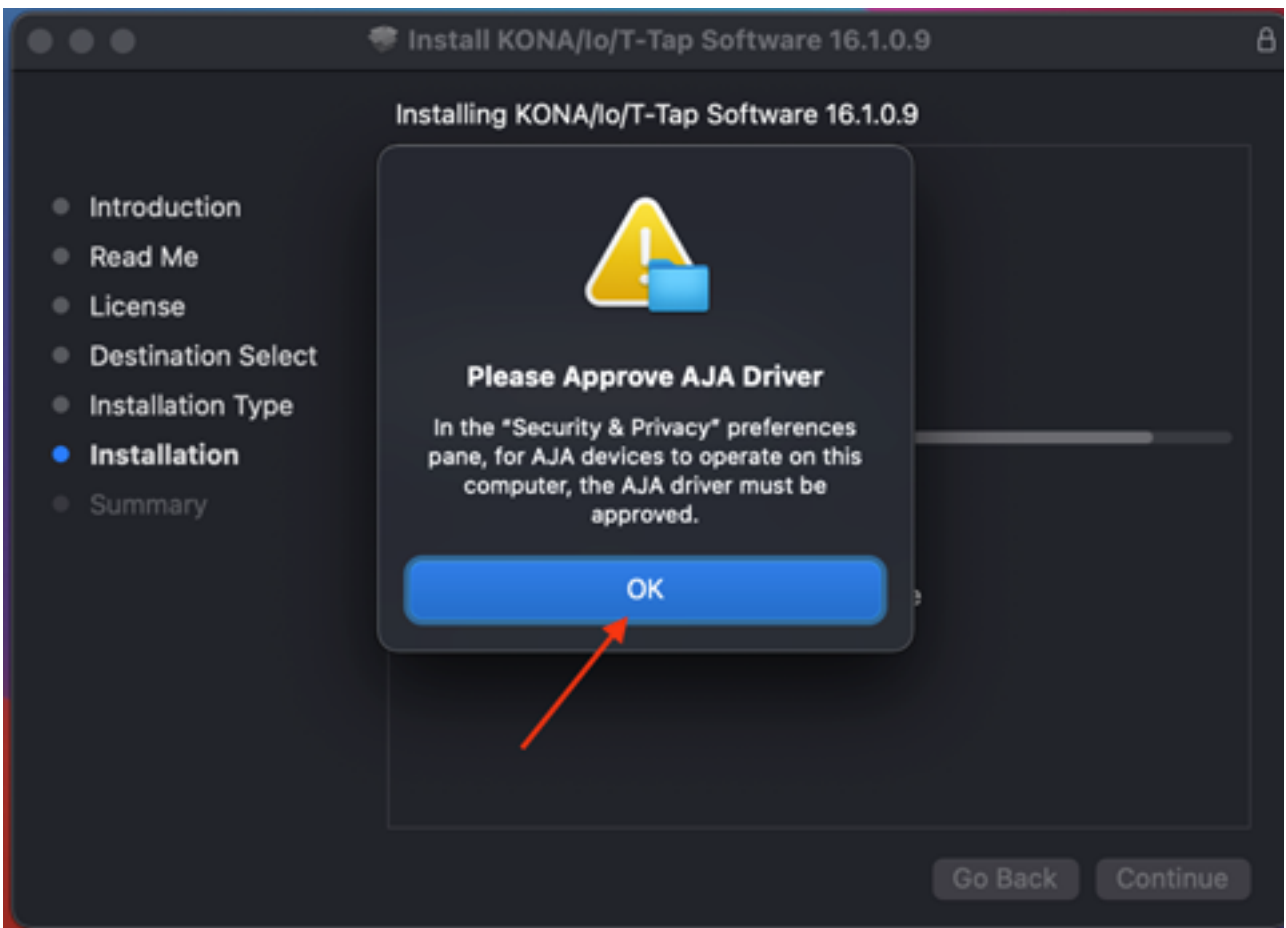 Install KONA/Io/T-Tap Software 16.1.0.9
Installing KONA/Io/T-Tap Software 16.1.0.9
Introduction
Read Me
License
Destination Select
Installation Type
Installation
Summary
Please Approve AJA Driver
In the "Security & Privacy" preferences
pane, for AJA devices to operate on this
computer, the AJA driver must be
approved.
OK
Go Back
Continue